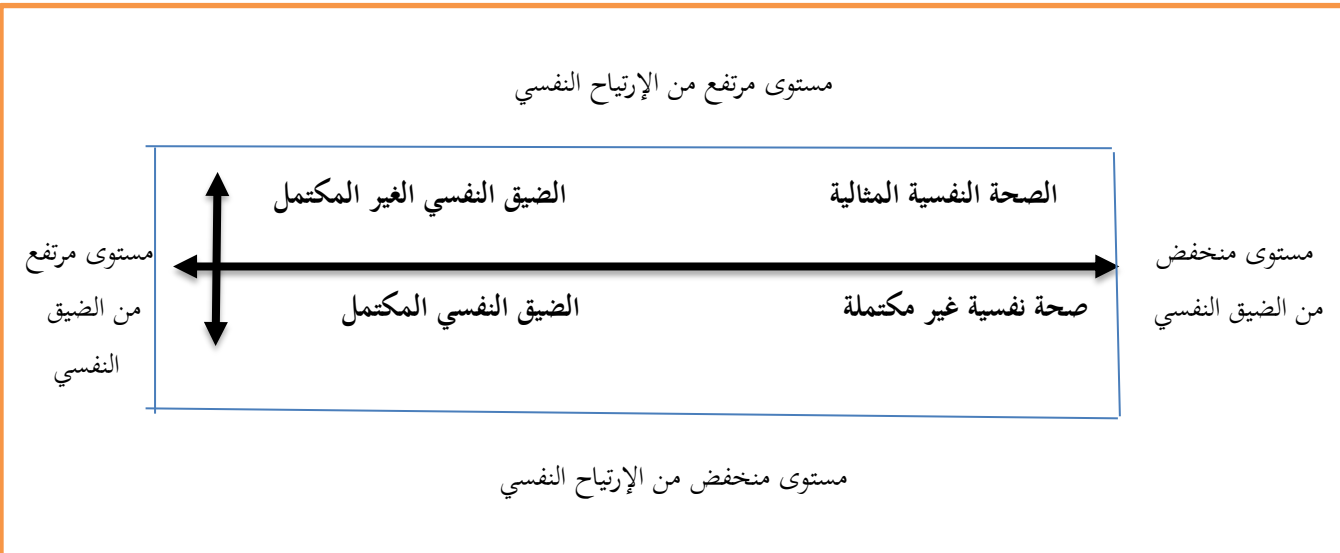 مستوى مرتفع من الإرتياح النفسي
الصحة النفسية المثالية
الضيق النفسي الغير المكتمل
مستوى منخفض
من الضيق النفسي
مستوى مرتفع
من الضيق
النفسي
صحة نفسية غير مكتملة
الضيق النفسي المكتمل
مستوى منخفض من الإرتياح النفسي